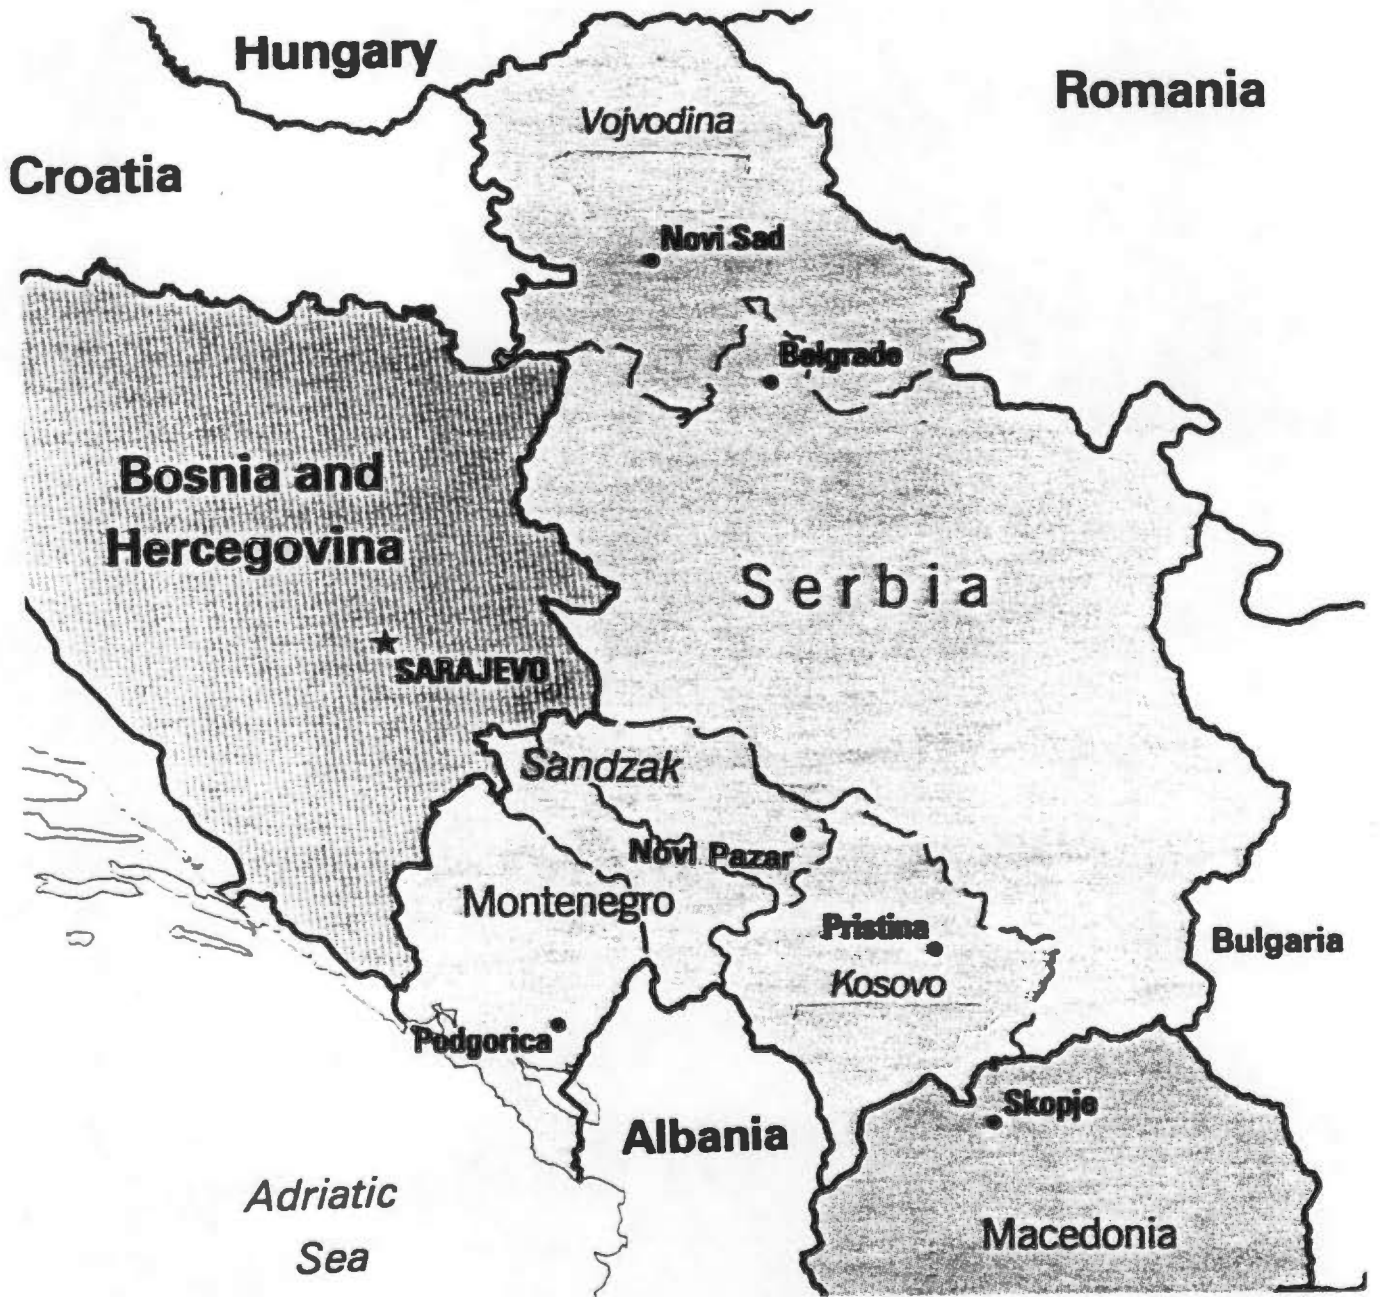 Hungary
Romania
Vojvodina
Croatia
Novi Sad
Belgrade
Bosnia and
Hercegovina
Serbia
SARAJEVO
Sandzak
Novi Pazar
Montenegro
Pristina
Bulgaria
Kosovo
Podgorica
Skopje
Albania
Adriatic
Sea
Macedonia